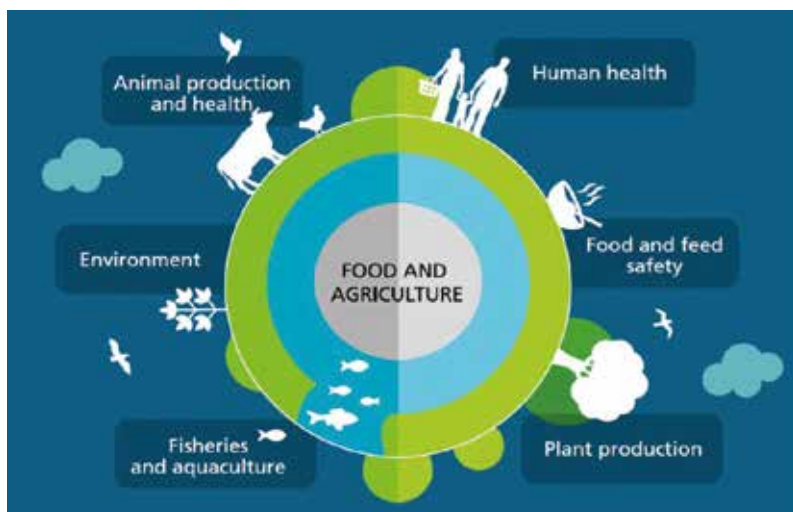 Animal production
and health
Human health
Environment
FOOD AND
AGRICULTURE
Food and feed
safety
Fisheries
and aquaculture
Plant production